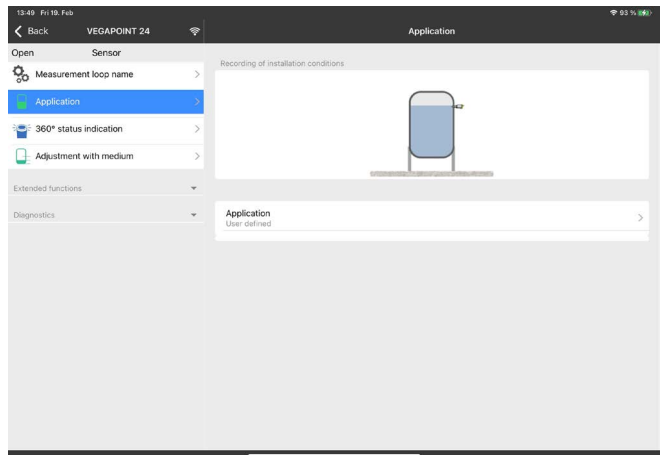 13:49 Fri 19. Feb
93 %
Back
VEGAPOINT 24
Application
Open
Sensor
Measurement loop name
Application
360° status indication
Adjustment with medium
Extended functions
Diagnostics
Recording of installation conditions
Application
User defined